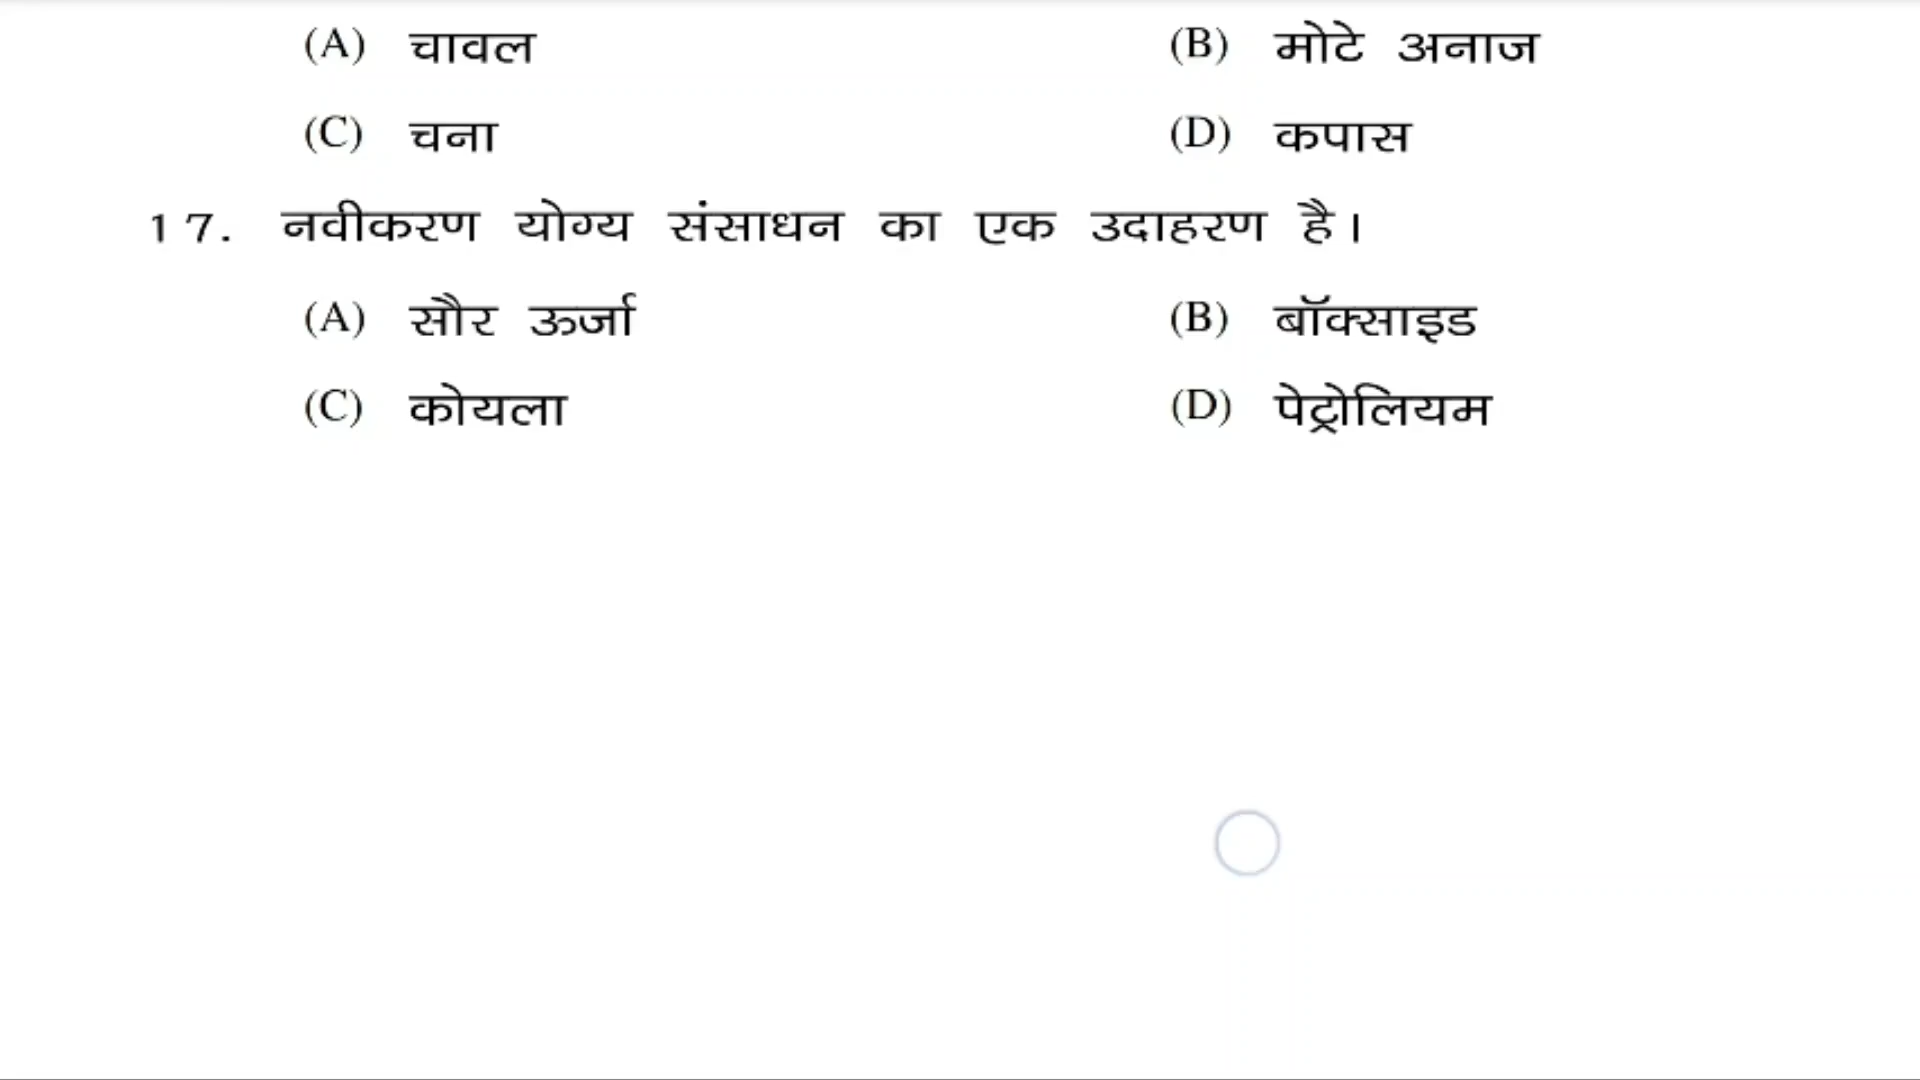 (A) चावल (B) मोटे अनाज
(C) चना (D) कपास
17. नवीकरण योग्य संसाधन का एक उदाहरण है।
(A) सौर ऊर्जा (B) बॉक्साइड
(C) कोयला (D) पेट्रोलियम